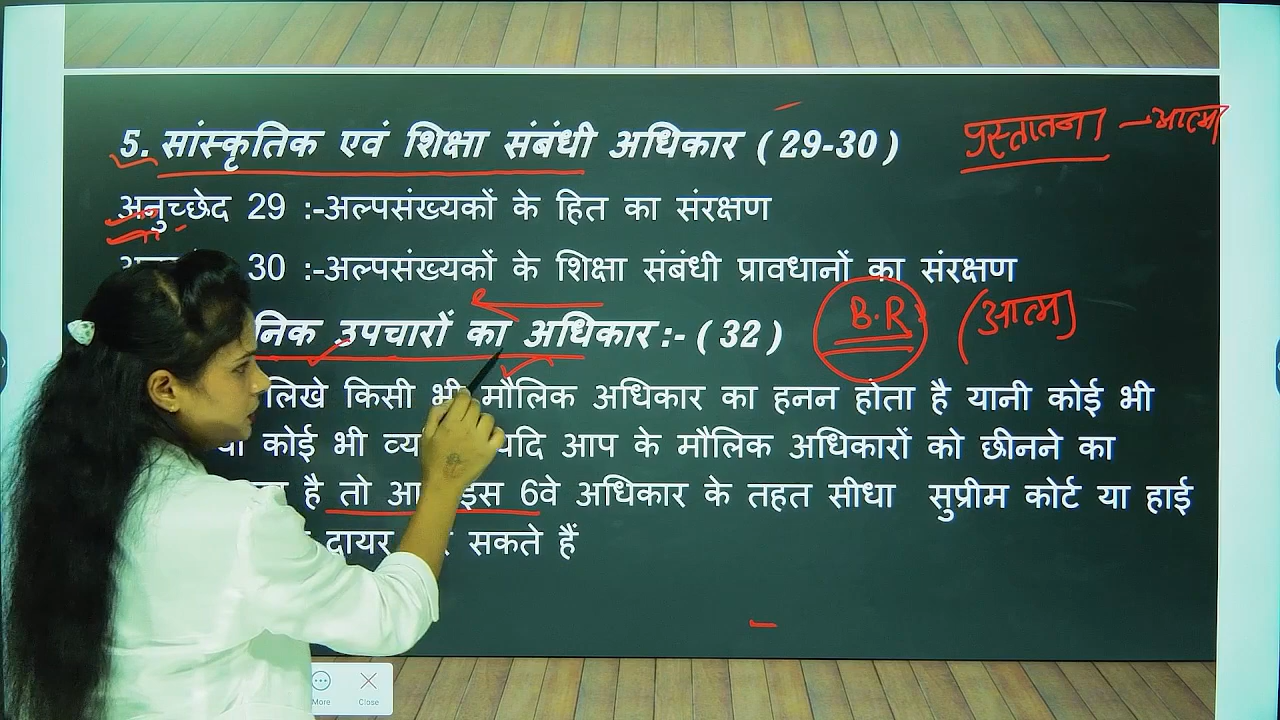 5. सांस्कृतिक एवं शिक्षा संबंधी अधिकार ( 29-30 )
प्रस्तातना - आत्मा
अनुच्छेद 29 :-अल्पसंख्यकों के हित का संरक्षण
30 :-अल्पसंख्यकों के शिक्षा संबंधी प्रावधानों का संरक्षण
उपचारों का अधिकार :- ( 32 )
B.R. (आत्मा)
लिखे किसी भी मौलिक अधिकार का हनन होता है यानी कोई भी
कोई भी यदि आप के मौलिक अधिकारों को छीनने का
है तो इस 6वे अधिकार के तहत सीधा सुप्रीम कोर्ट या हाई
दायर सकते हैं
More Close